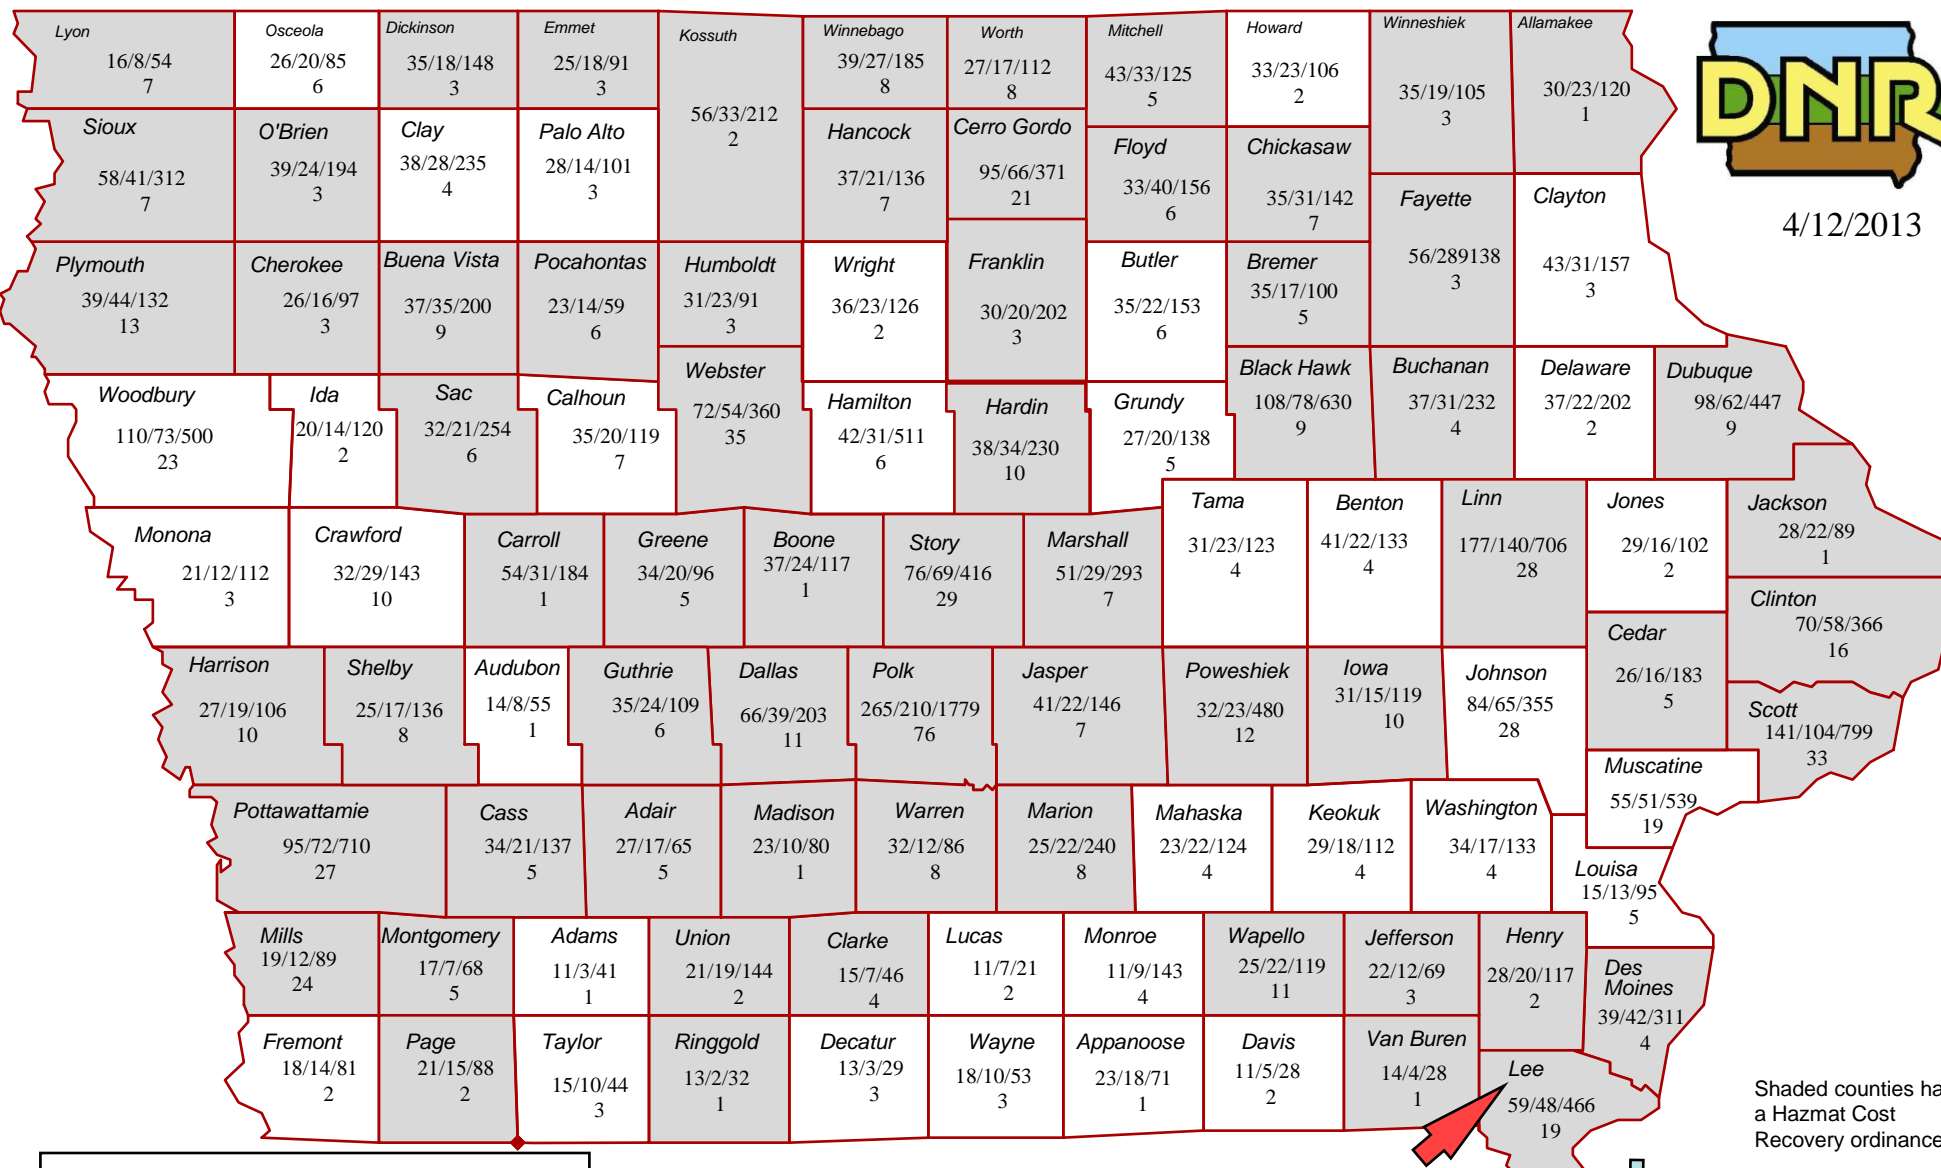 Lyon
16/8/54
7
Osceola
26/20/85
6
Dickinson
35/18/148
3
Emmet
25/18/91
3
Kossuth
56/33/212
2
Winnebago
39/27/185
8
Worth
27/17/112
8
Mitchell
43/33/125
5
Howard
33/23/106
2
Winneshiek
35/19/105
3
Allamakee
30/23/120
1
DNR
4/12/2013
Sioux
58/41/312
7
O'Brien
39/24/194
3
Clay
38/28/235
4
Palo Alto
28/14/101
3
Hancock
37/21/136
7
Cerro Gordo
95/66/371
21
Floyd
33/40/156
6
Chickasaw
35/31/142
7
Fayette
56/289138
3
Clayton
43/31/157
3
Plymouth
39/44/132
13
Cherokee
26/16/97
3
Buena Vista
37/35/200
9
Pocahontas
23/14/59
6
Humboldt
31/23/91
3
Wright
36/23/126
2
Franklin
30/20/202
3
Butler
35/22/153
6
Bremer
35/17/100
5
Woodbury
110/73/500
23
Ida
20/14/120
2
Sac
32/21/254
6
Calhoun
35/20/119
7
Webster
72/54/360
35
Hamilton
42/31/511
6
Hardin
38/34/230
10
Grundy
27/20/138
5
Black Hawk
108/78/630
9
Buchanan
37/31/232
4
Delaware
37/22/202
2
Dubuque
98/62/447
9
Monona
21/12/112
3
Crawford
32/29/143
10
Carroll
54/31/184
1
Greene
34/20/96
5
Boone
37/24/117
1
Story
76/69/416
29
Marshall
51/29/293
7
Tama
31/23/123
4
Benton
41/22/133
4
Linn
177/140/706
28
Jones
29/16/102
2
Jackson
28/22/89
1
Clinton
70/58/366
16
Harrison
27/19/106
10
Shelby
25/17/136
8
Audubon
14/8/55
1
Guthrie
35/24/109
6
Dallas
66/39/203
11
Polk
265/210/1779
76
Jasper
41/22/146
7
Poweshiek
32/23/480
12
Iowa
31/15/119
10
Johnson
84/65/355
28
Cedar
26/16/183
5
Scott
141/104/799
33
Muscatine
55/51/539
19
Pottawattamie
95/72/710
27
Cass
34/21/137
5
Adair
27/17/65
5
Madison
23/10/80
1
Warren
32/12/86
8
Marion
25/22/240
8
Mahaska
23/22/124
4
Keokuk
29/18/112
4
Washington
34/17/133
4
Louisa
15/13/95
5
Mills
19/12/89
24
Montgomery
17/7/68
5
Adams
11/3/41
1
Union
21/19/144
2
Clarke
15/7/46
4
Lucas
11/7/21
2
Monroe
11/9/143
4
Wapello
25/22/119
11
Jefferson
22/12/69
3
Henry
28/20/117
2
Des
Moines
39/42/311
4
Fremont
18/14/81
2
Page
21/15/88
2
Taylor
15/10/44
3
Ringgold
13/2/32
1
Decatur
13/3/29
3
Wayne
18/10/53
3
Appanoose
23/18/71
1
Davis
11/5/28
2
Van Buren
14/4/28
1
Lee
59/48/466
19
Shaded counties ha
a Hazmat Cost
Recovery ordinance